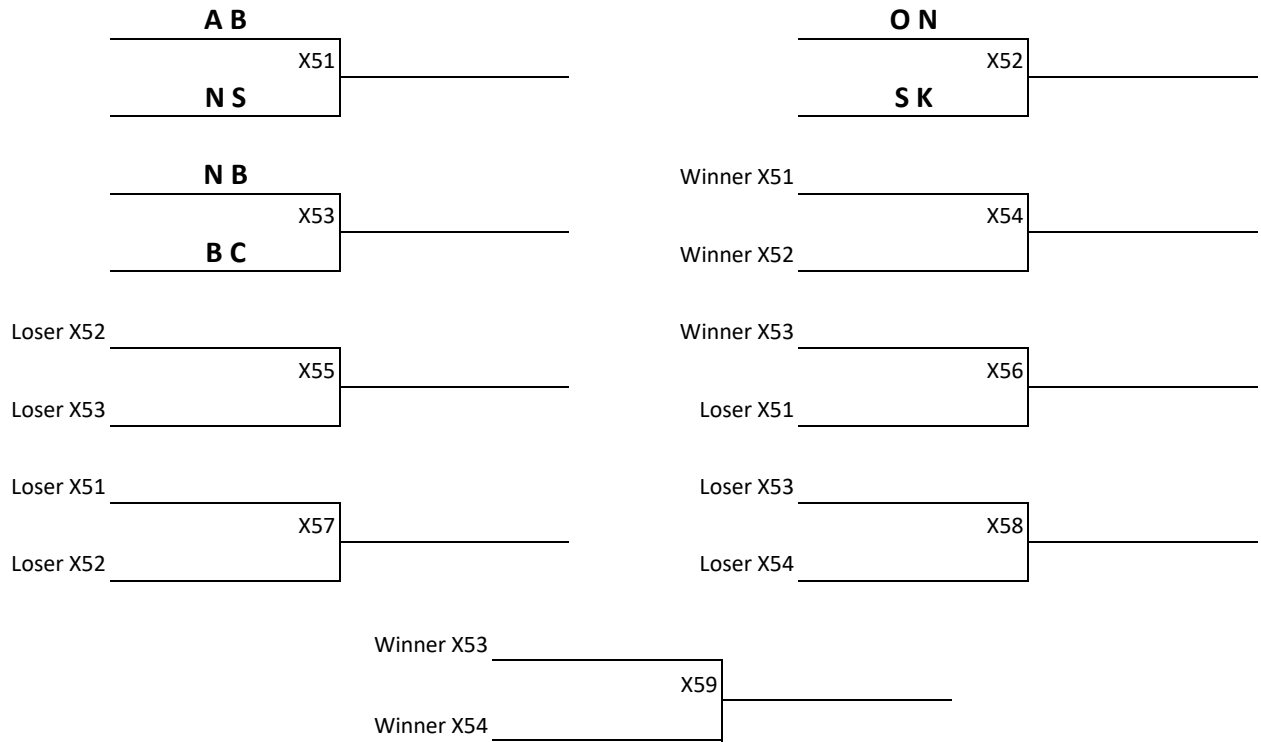 A B
X51
N S
O N
X52
S K
N B
X53
B C
Winner X51
X54
Winner X52
Loser X52
X55
Loser X53
Winner X53
X56
Loser X51
Loser X51
X57
Loser X52
Loser X53
X58
Loser X54
Winner X53
X59
Winner X54